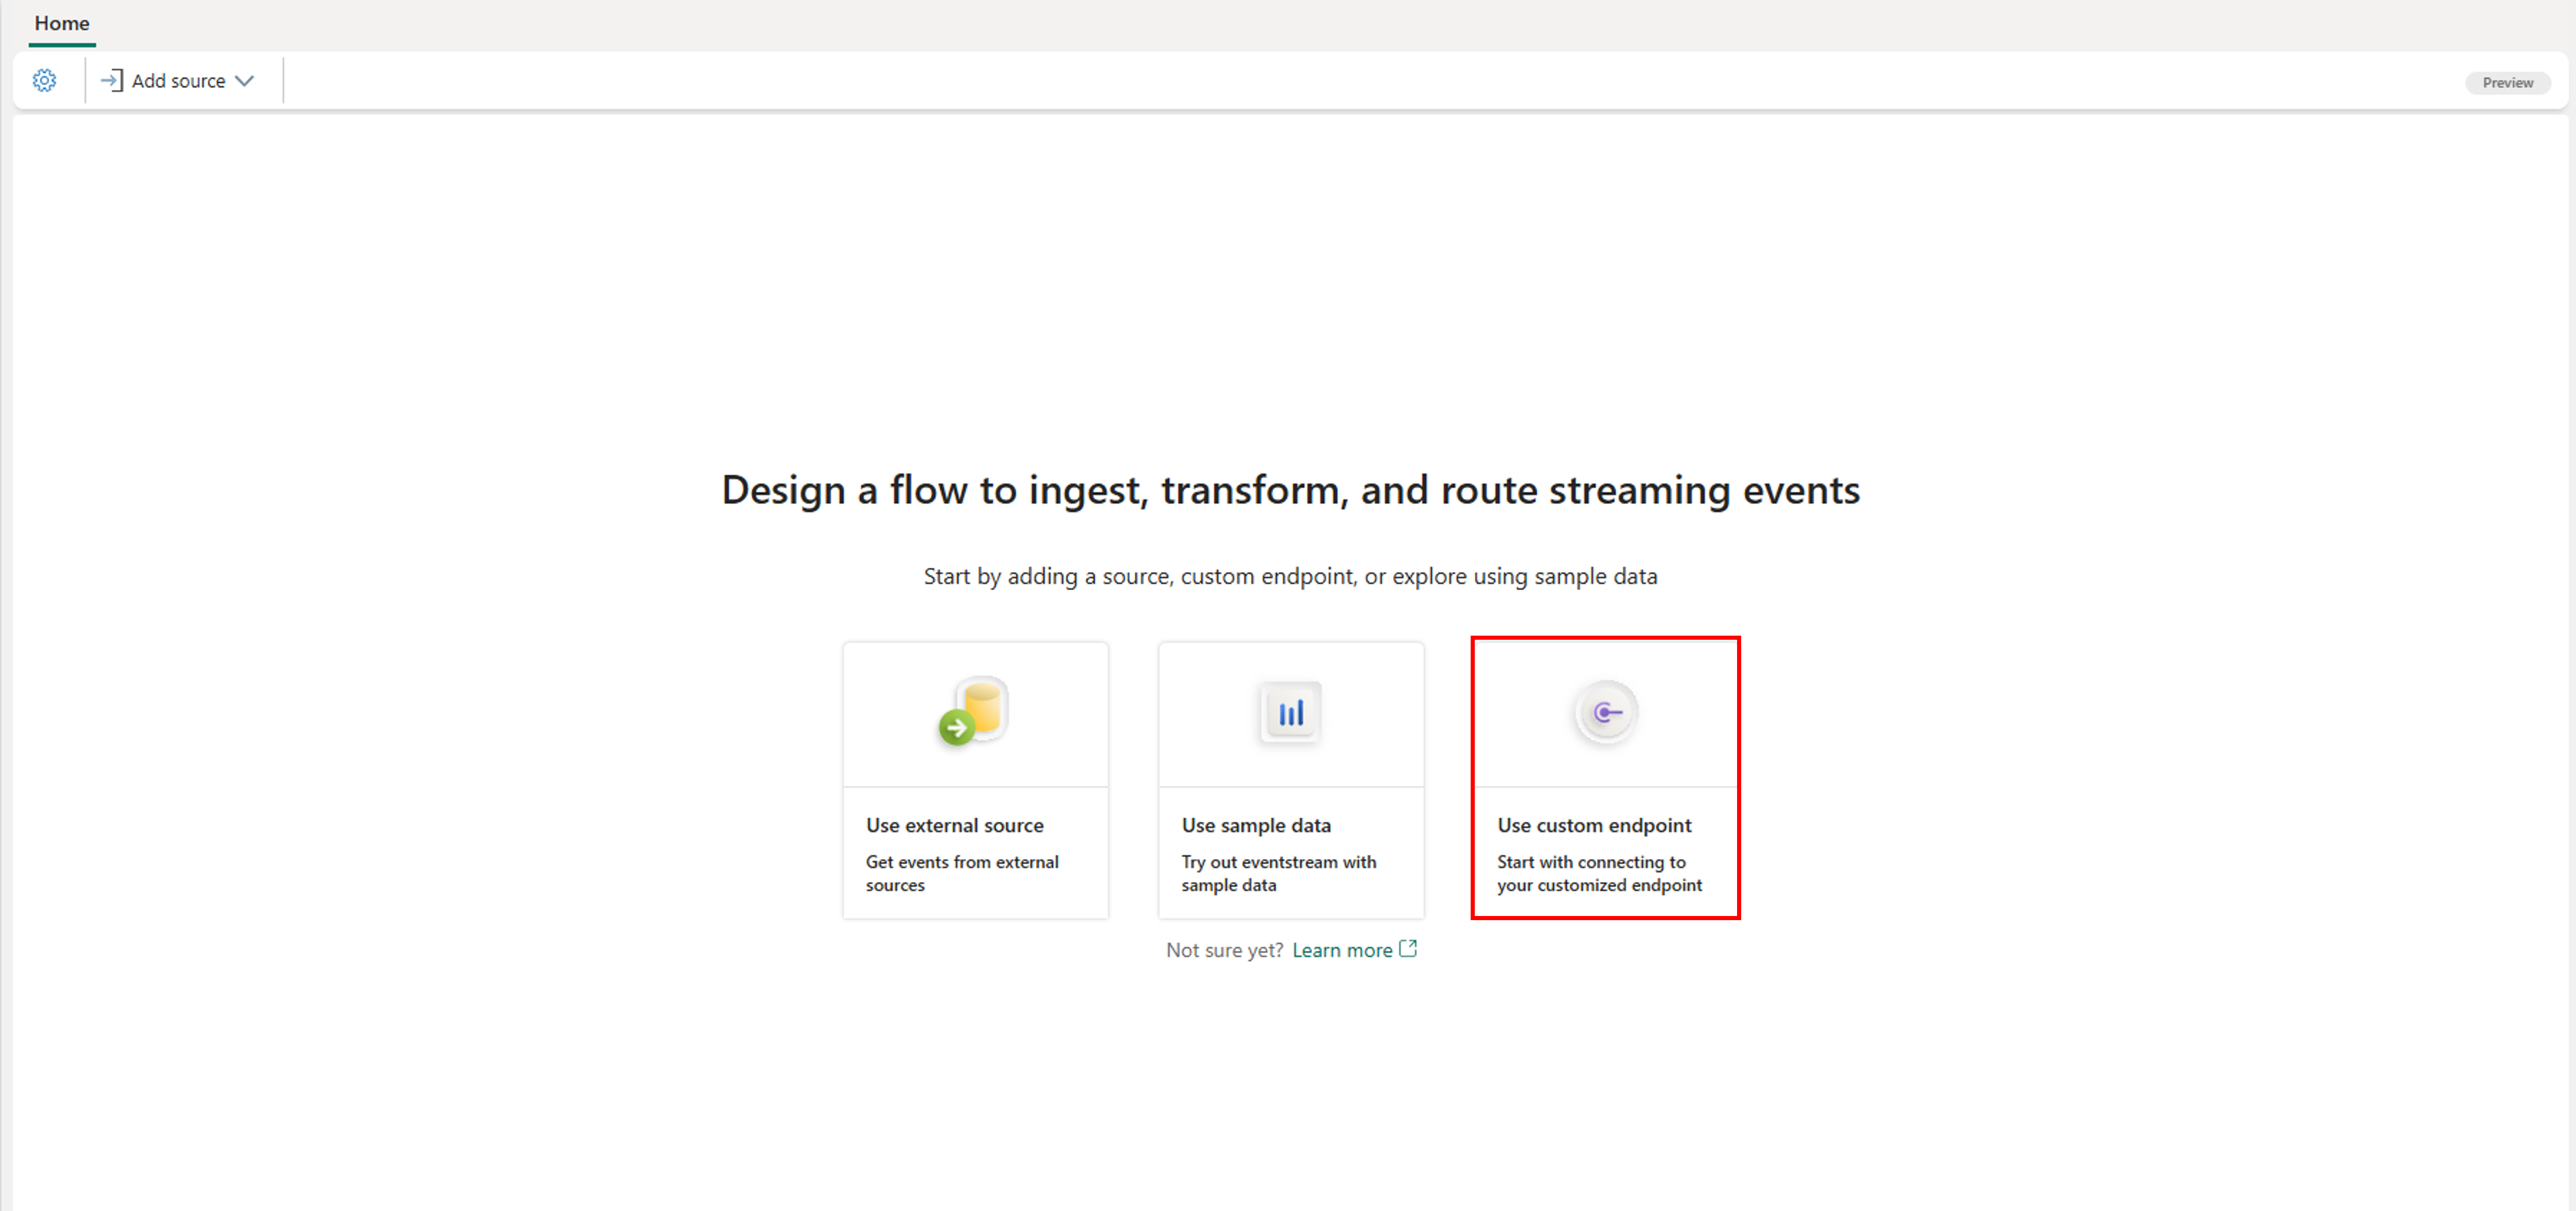 Home
Add source
Preview
Design a flow to ingest, transform, and route streaming events
Start by adding a source, custom endpoint, or explore using sample data
Use external source
Get events from external
sources
Use sample data
Try out eventstream with
sample data
Use custom endpoint
Start with connecting to
your customized endpoint
Not sure yet? Learn more